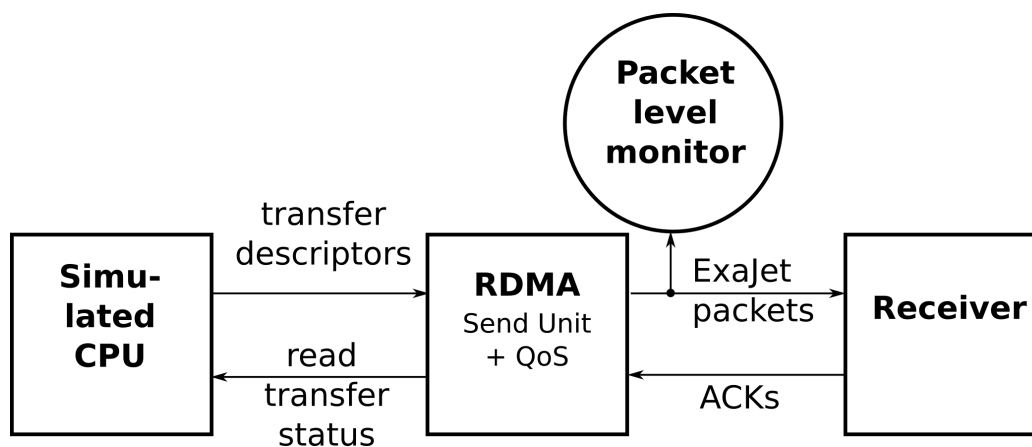 Packet
level
monitor
transfer
descriptors
Simu-
lated
CPU
RDMA
Send Unit
+ QoS
ExaJet
packets
Receiver
read
transfer
status
ACKs